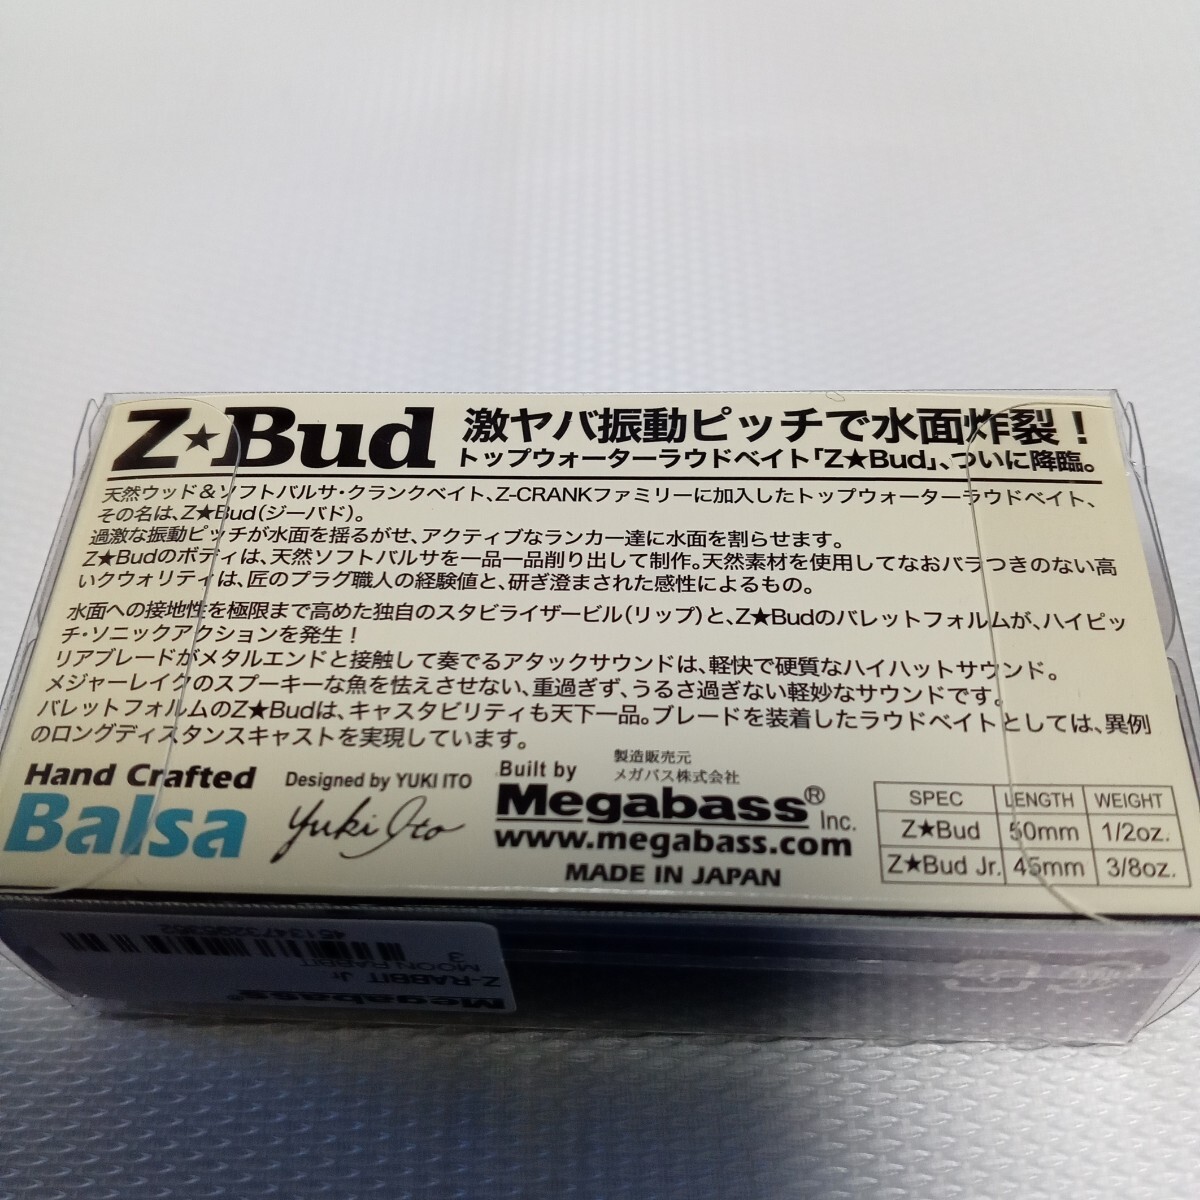 Z★Bud
激ヤバ振動ピッチで水面炸裂！
トップウォーターラウドベイト「Z★Bud」、ついに降臨。
天然ウッド＆ソフトバルサ・クランクベイト、Z-CRANKファミリーに加入したトップウォーターラウドベイト、
その名は、Z★Bud（ジーバド）。
過激な振動ピッチが水面を揺るがせ、アクティブなランカー達に水面を割らせます。
Z★Budのボディは、天然ソフトバルサを一品一品削り出して制作。天然素材を使用してなおバラつきのない高
いクウォリティは、匠のプラグ職人の経験値と、研ぎ澄まされた感性によるもの。
水面への接地性を極限まで高めた独自のスタビライザービル（リップ）と、Z★Budのバレットフォルムが、ハイピッ
チ・ソニックアクションを発生！
リアブレードがメタルエンドと接触して奏でるアタックサウンドは、軽快で硬質なハイハットサウンド。
メジャーレイクのスプーキーな魚を怯えさせない、重過ぎず、うるさ過ぎない軽妙なサウンドです。
バレットフォルムのZ★Budは、キャスタビリティも天下一品。ブレードを装着したラウドベイトとしては、異例
のロングディスタンスキャストを実現しています。
Hand Crafted
Balsa
Designed by YUKI ITO
Yuki Ito
Built by
製造販売元
メガバス株式会社
Megabass® Inc.
www.megabass.com
MADE IN JAPAN
SPEC LENGTH WEIGHT
Z★Bud 50mm 1/2oz.
Z★Bud Jr. 45mm 3/8oz.
Megabass®
Z-RABBIT Jr
MOON RABBIT
3